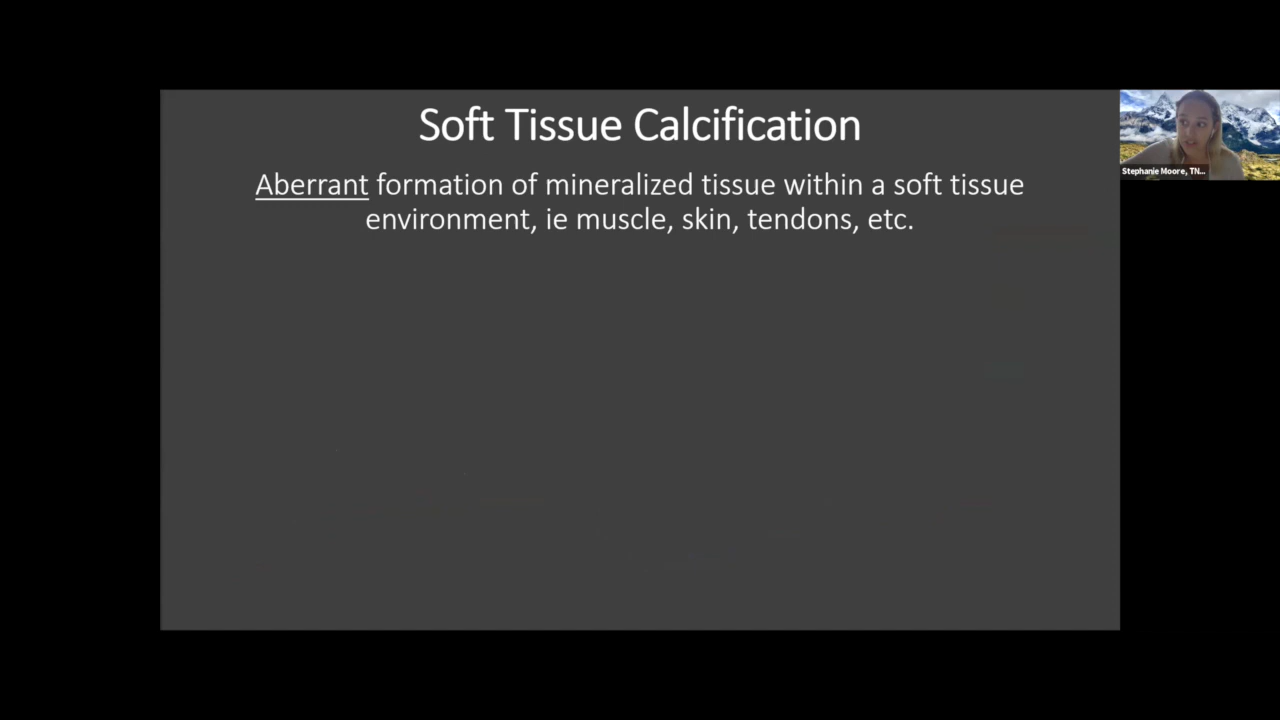 Soft Tissue Calcification
Aberrant formation of mineralized tissue within a soft tissue
environment, ie muscle, skin, tendons, etc.
Stephanie Moore, TN...